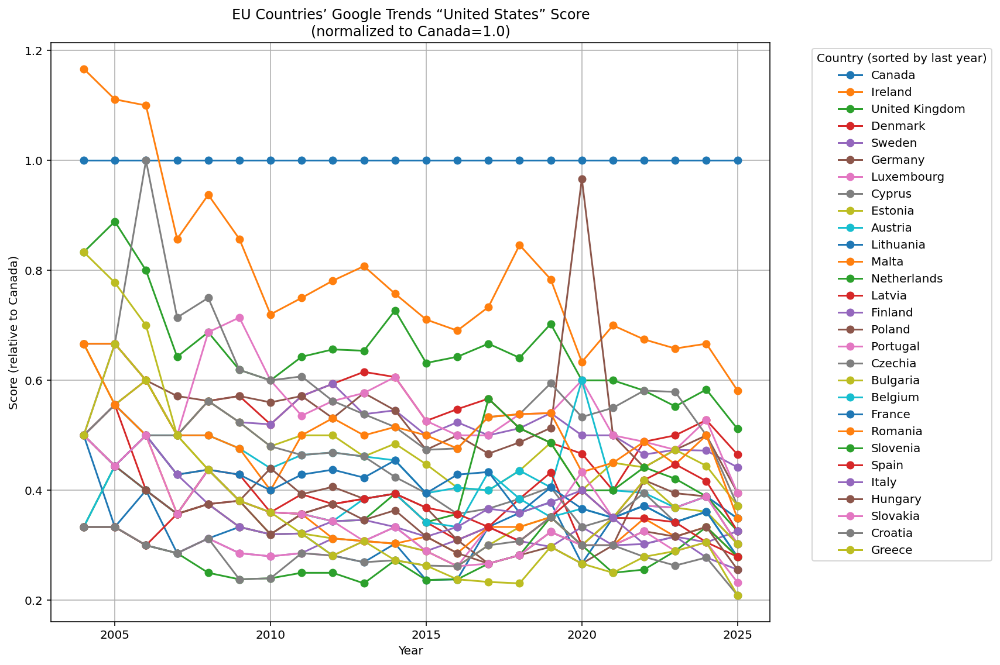 EU Countries’ Google Trends “United States” Score
(normalized to Canada=1.0)
Score (relative to Canada)
1.2
1.0
0.8
0.6
0.4
0.2
2005
2010
2015
2020
2025
Year
Country (sorted by last year)
Canada
Ireland
United Kingdom
Denmark
Sweden
Germany
Luxembourg
Cyprus
Estonia
Austria
Lithuania
Malta
Netherlands
Latvia
Finland
Poland
Portugal
Czechia
Bulgaria
Belgium
France
Romania
Slovenia
Spain
Italy
Hungary
Slovakia
Croatia
Greece